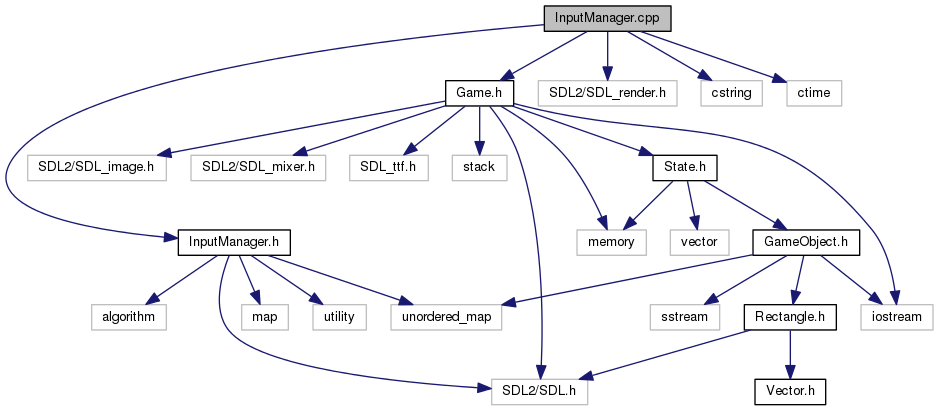 InputManager.cpp
Game.h
SDL2/SDL_render.h
cstring
ctime
SDL2/SDL_image.h
SDL2/SDL_mixer.h
SDL_ttf.h
stack
State.h
InputManager.h
memory
vector
GameObject.h
algorithm
map
utility
unordered_map
sstream
Rectangle.h
iostream
SDL2/SDL.h
Vector.h